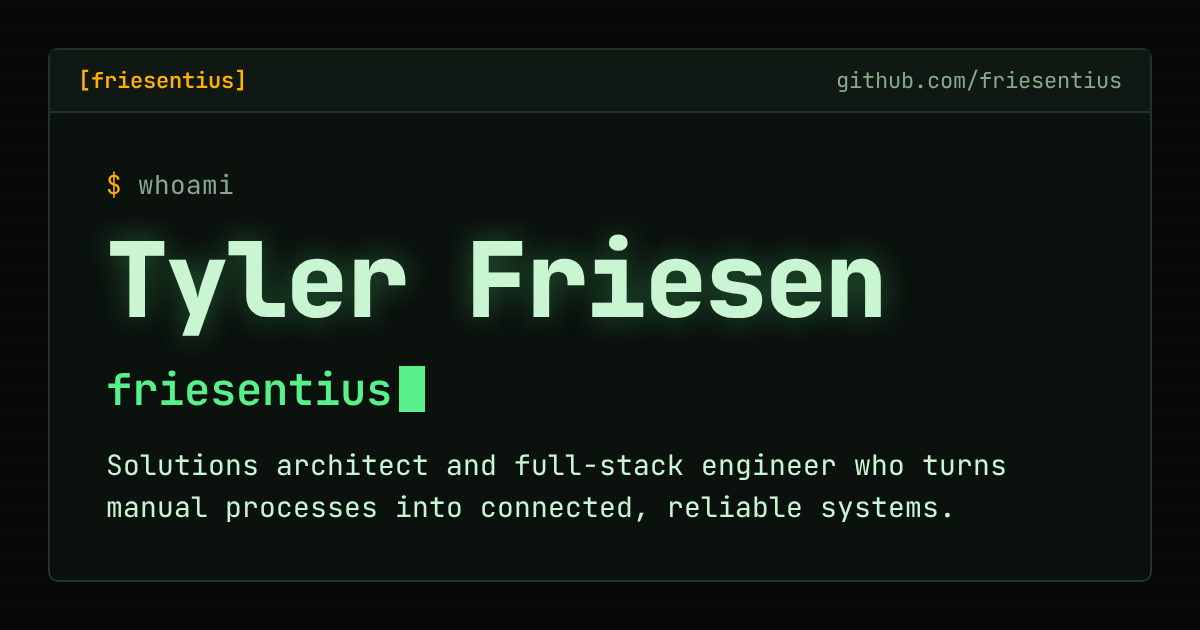 [friesentius]
github.com/friesentius
$ whoami
Tyler Friesen
friesentius
Solutions architect and full-stack engineer who turns
manual processes into connected, reliable systems.